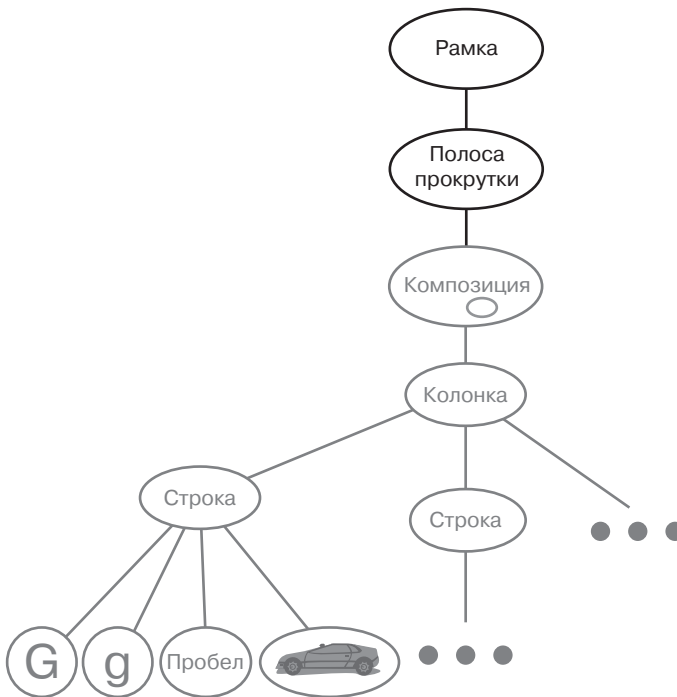 Рамка
Полоса
прокрутки
Композиция
Колонка
Строка
Строка
G
g
Пробел